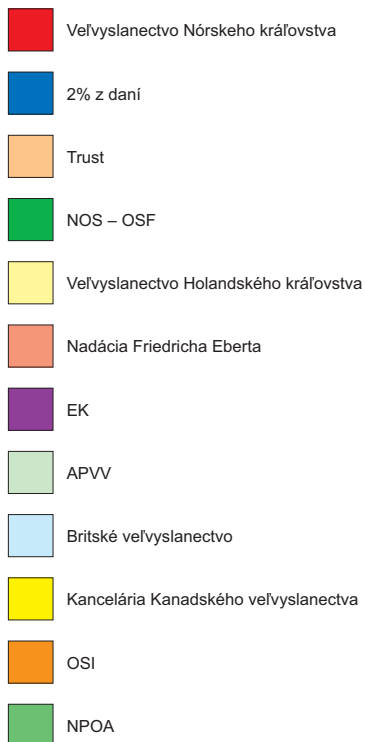 Veľvyslanectvo Nórskeho kráľovstva
2% z daní
Trust
NOS – OSF
Veľvyslanectvo Holandského kráľovstva
Nadácia Friedricha Eberta
EK
APVV
Britské veľvyslanectvo
Kancelária Kanadského veľvyslanectva
OSI
NPOA